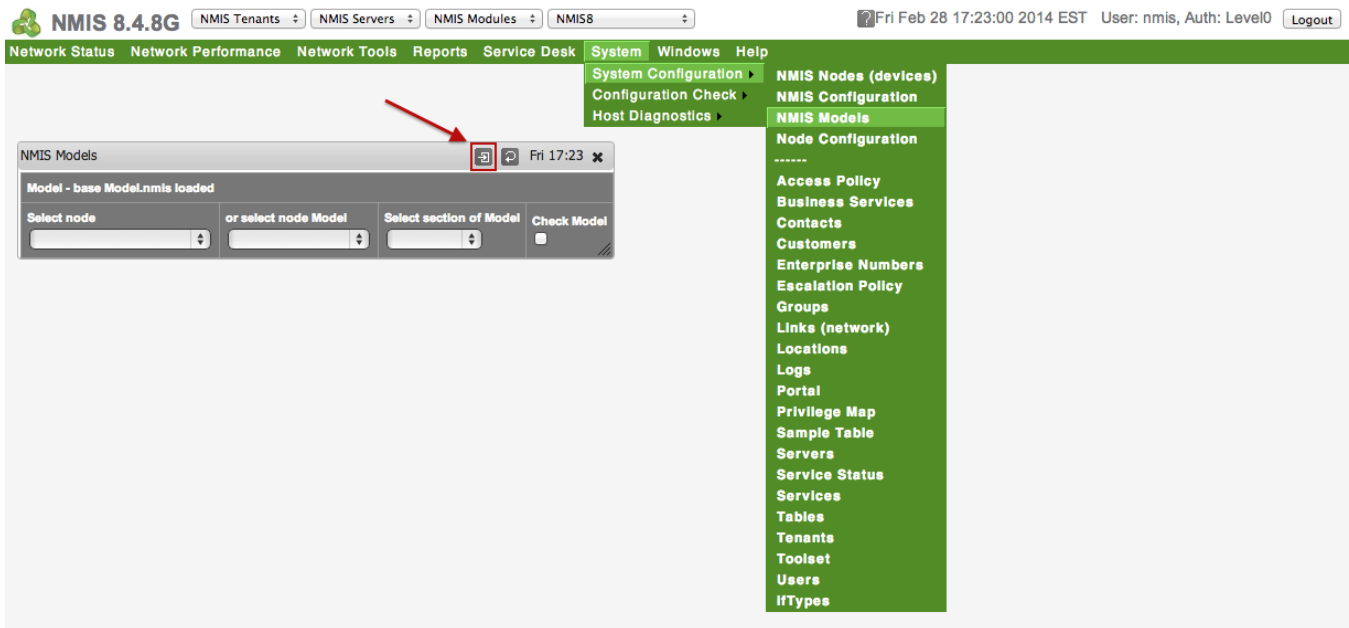 NMIS 8.4.8G NMIS Tenants NMIS Servers NMIS Modules NMIS8 ?Fri Feb 28 17:23:00 2014 EST User: nmis, Auth: Level0 Logout
Network Status Network Performance Network Tools Reports Service Desk System Windows Help
System Configuration
Configuration Check
Host Diagnostics
NMIS Nodes (devices)
NMIS Configuration
NMIS Models
Node Configuration
------
Access Policy
Business Services
Contacts
Customers
Enterprise Numbers
Escalation Policy
Groups
Links (network)
Locations
Logs
Portal
Privilege Map
Sample Table
Servers
Service Status
Services
Tables
Tenants
Toolset
Users
ifTypes
NMIS Models Fri 17:23
Model - base Model.nmis loaded
Select node or select node Model Select section of Model Check Model